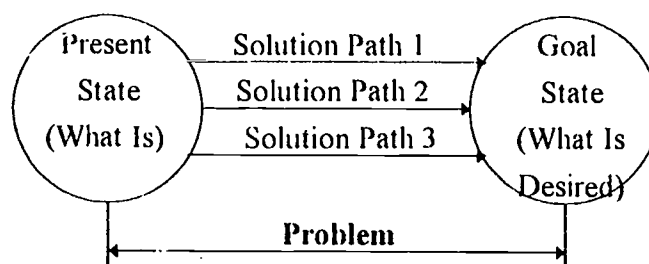 Present
State
(What Is)
Solution Path 1
Solution Path 2
Solution Path 3
Goal
State
(What Is
Desired)
Problem